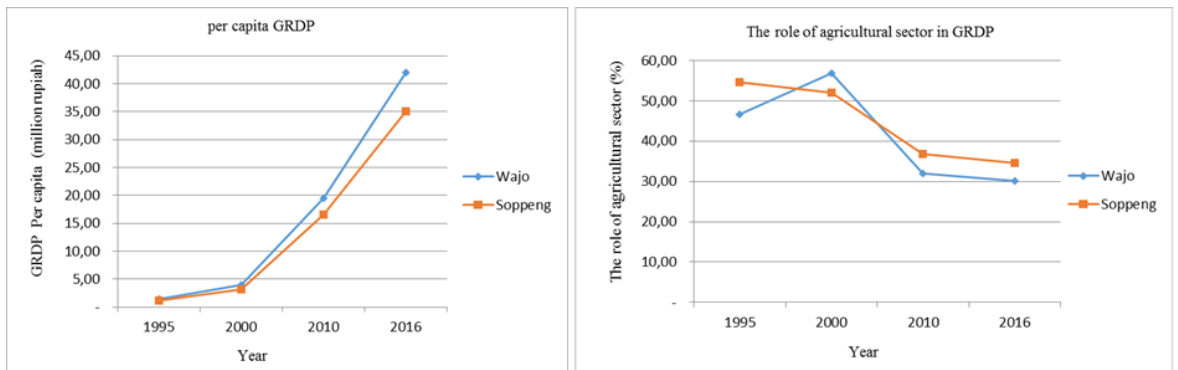 per capita GRDP
GRDP Per capita (million rupiah)
45,00
40,00
35,00
30,00
25,00
20,00
15,00
10,00
5,00
-
1995 2000 2010 2016
Year
Wajo
Soppeng
The role of agricultural sector in GRDP
The role of agricultural sector (%)
60,00
50,00
40,00
30,00
20,00
10,00
-
1995 2000 2010 2016
Year
Wajo
Soppeng